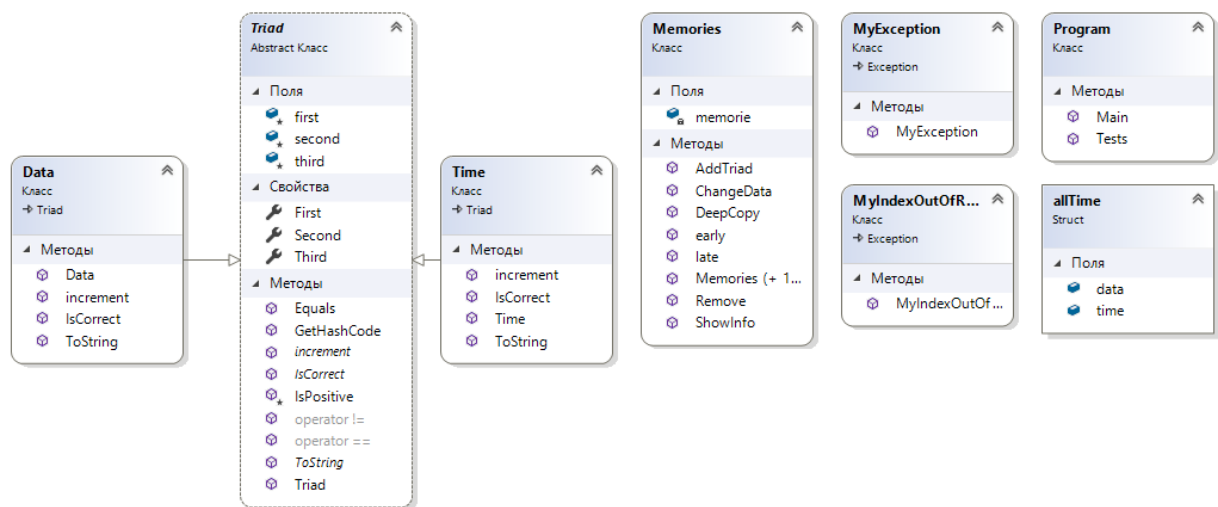 Data
Класс
Triad
Методы
Data
increment
IsCorrect
ToString
Triad
Abstract Класс
Поля
first
second
third
Свойства
First
Second
Third
Методы
Equals
GetHashCode
increment
IsCorrect
IsPositive
operator !=
operator ==
ToString
Triad
Time
Класс
Triad
Методы
increment
IsCorrect
Time
ToString
Memories
Класс
Поля
memorie
Методы
AddTriad
ChangeData
DeepCopy
early
late
Memories (+ 1...
Remove
ShowInfo
MyException
Класс
Exception
Методы
MyException
MyIndexOutOfR...
Класс
Exception
Методы
MyIndexOutOf...
Program
Класс
Методы
Main
Tests
allTime
Struct
Поля
data
time